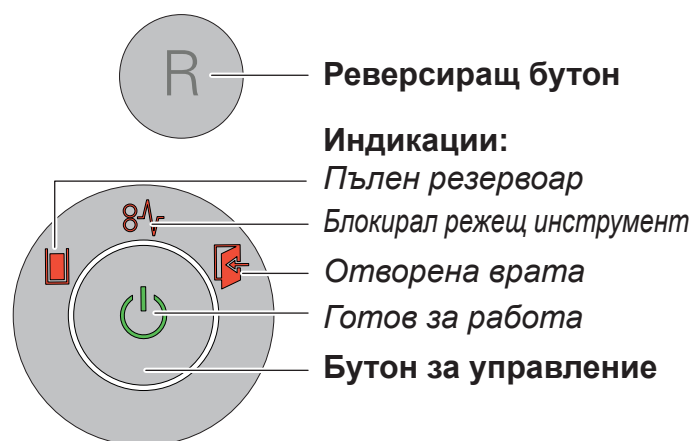 R
Реверсиращ бутон
Индикации:
Пълен резервоар
Блокирал режещ инструмент
Отворена врата
Готов за работа
Бутон за управление